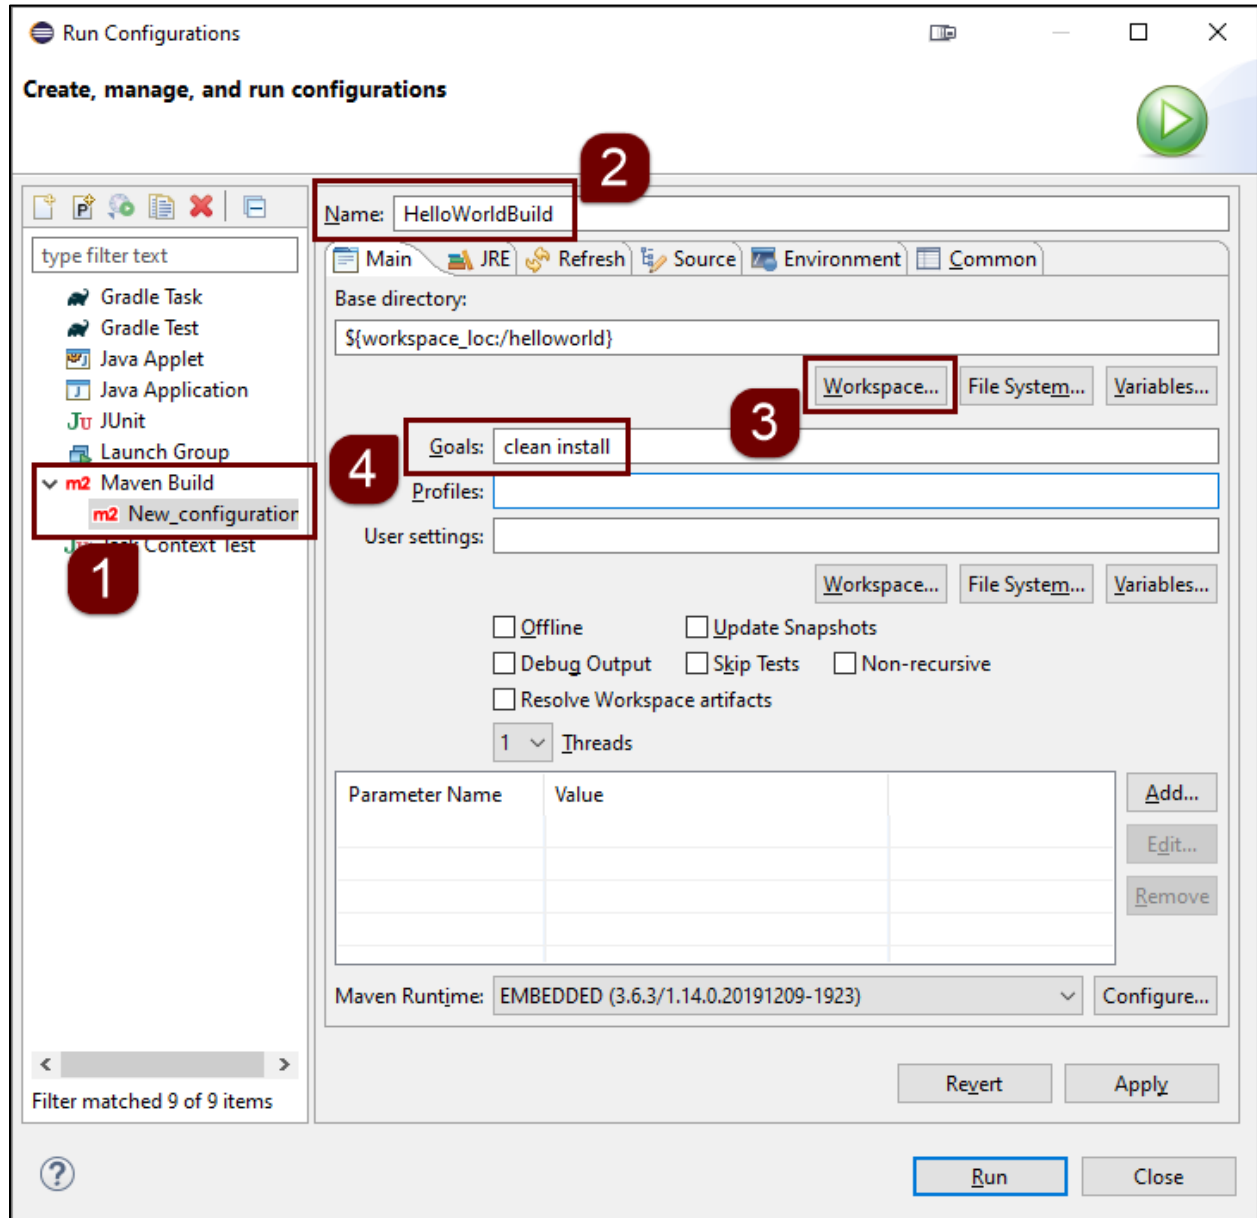 Run Configurations
Create, manage, and run configurations
2
Name: HelloWorldBuild
type filter text
Main JRE Refresh Source Environment Common
Gradle Task
Gradle Test
Java Applet
Java Application
JUnit
Launch Group
m2 Maven Build
m2 New_configuration
Context Test
1
Base directory:
${workspace_loc:/helloworld}
Workspace... File System... Variables...
3
4
Goals: clean install
Profiles:
User settings:
Workspace... File System... Variables...
Offline Update Snapshots
Debug Output Skip Tests Non-recursive
Resolve Workspace artifacts
1 Threads
Parameter Name Value
Add...
Edit...
Remove
Maven Runtime: EMBEDDED (3.6.3/1.14.0.20191209-1923) Configure...
Filter matched 9 of 9 items
Revert Apply
? Run Close